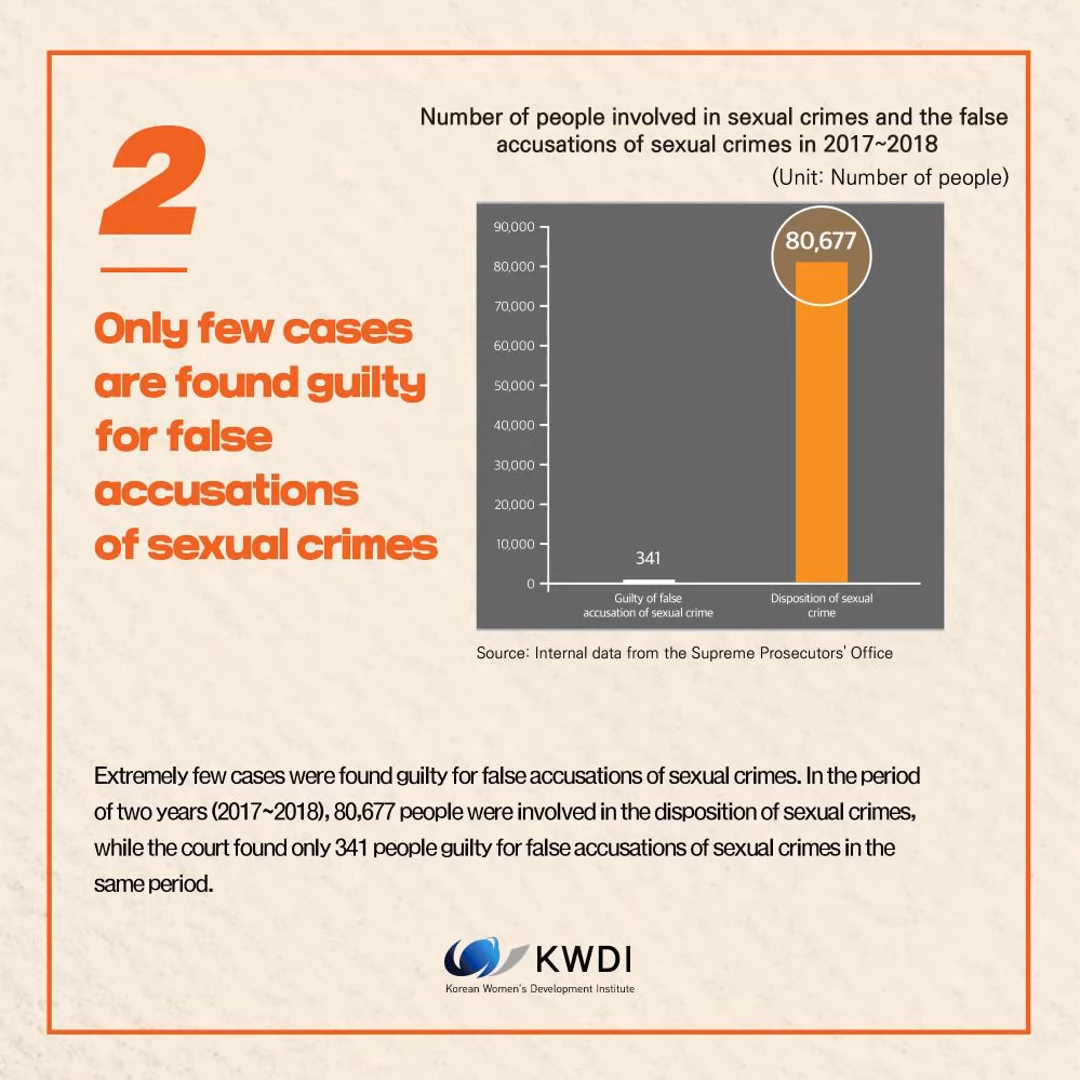 2
Only few cases
are found guilty
for false
accusations
of sexual crimes
Number of people involved in sexual crimes and the false
accusations of sexual crimes in 2017~2018
(Unit: Number of people)
90,000
80,000
70,000
60,000
50,000
40,000
30,000
20,000
10,000
0
341
80,677
Guilty of false
accusation of sexual crime
Disposition of sexual
crime
Source: Internal data from the Supreme Prosecutors' Office
Extremely few cases were found guilty for false accusations of sexual crimes. In the period
of two years (2017~2018), 80,677 people were involved in the disposition of sexual crimes,
while the court found only 341 people guilty for false accusations of sexual crimes in the
same period.
KWDI
Korean Women's Development Institute